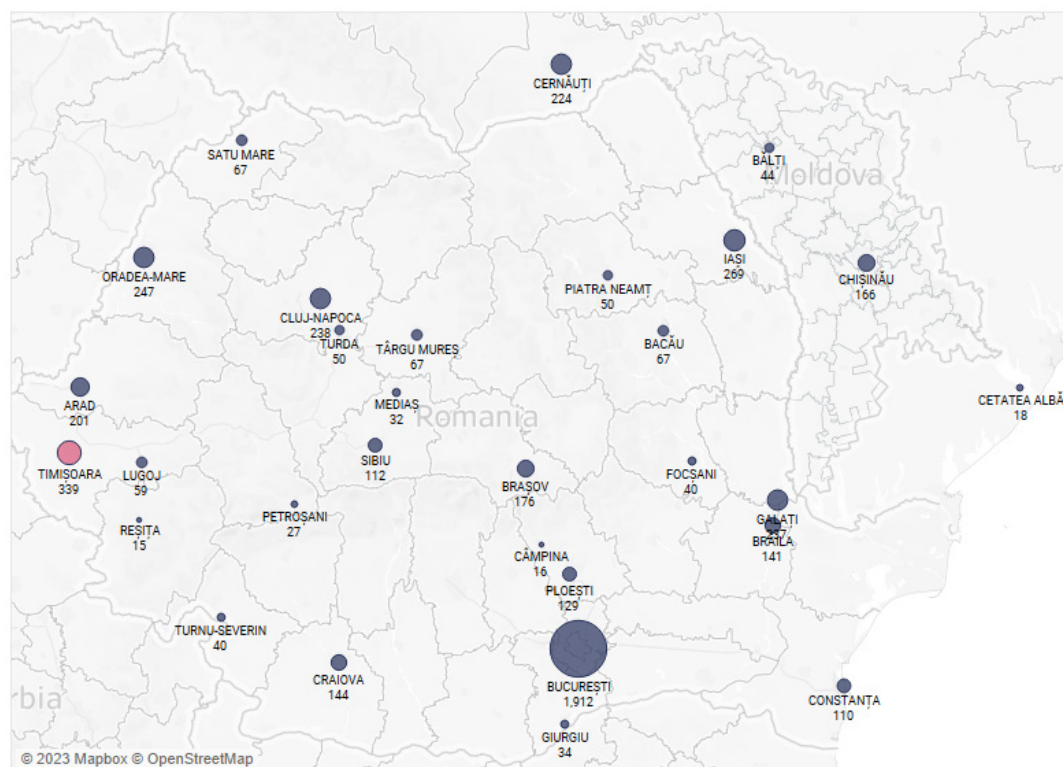 CERNĂUȚI
224
SATU MARE
67
BĂLȚI
44
Moldova
IAȘI
269
ORADEA-MARE
247
CHIȘINĂU
166
PIATRA NEAMȚ
50
CLUJ-NAPOCA
238
TURDA
50
TÂRGU MUREȘ
67
BACĂU
67
ARAD
201
MEDIAȘ
32
Romania
CETATEA ALBĂ
18
TIMISOARA
339
LUGOJ
59
SIBIU
112
BRAȘOV
176
FOCȘANI
40
REȘIȚA
15
PETROȘANI
27
GALAȚI
237
BRĂILA
141
CÂMPINA
16
PLOEȘTI
129
TURNU-SEVERIN
40
CRAIOVA
144
BUCUREȘTI
1,912
CONSTANȚA
110
rbia
GIURGIU
34
© 2023 Mapbox © OpenStreetMap